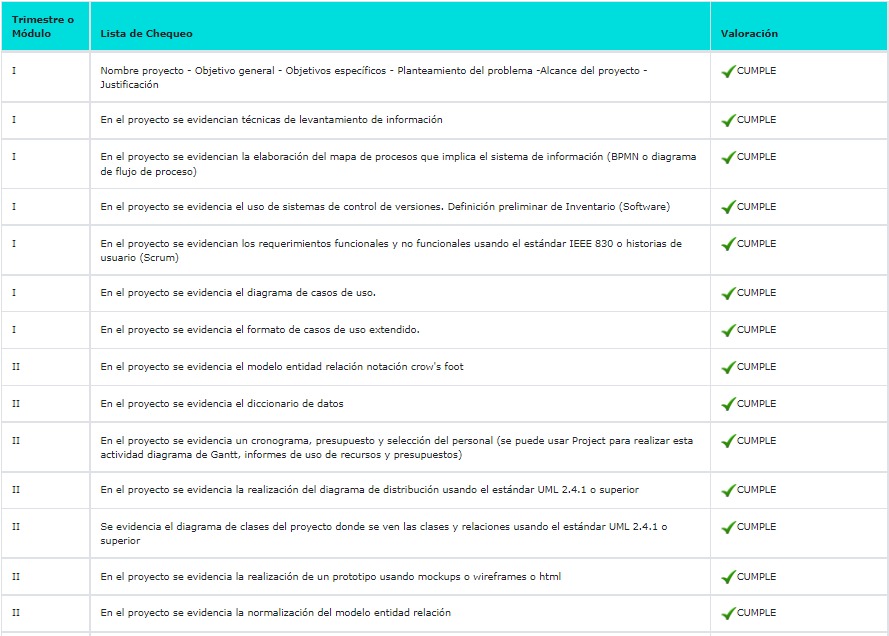 Trimestre o
Módulo
Lista de Chequeo
Valoración
I
Nombre proyecto - Objetivo general - Objetivos específicos - Planteamiento del problema -Alcance del proyecto -
Justificación
CUMPLE
I
En el proyecto se evidencian técnicas de levantamiento de información
CUMPLE
I
En el proyecto se evidencian la elaboración del mapa de procesos que implica el sistema de información (BPMN o diagrama
de flujo de proceso)
CUMPLE
I
En el proyecto se evidencia el uso de sistemas de control de versiones. Definición preliminar de Inventario (Software)
CUMPLE
I
En el proyecto se evidencian los requerimientos funcionales y no funcionales usando el estándar IEEE 830 o historias de
usuario (Scrum)
CUMPLE
I
En el proyecto se evidencia el diagrama de casos de uso.
CUMPLE
I
En el proyecto se evidencia el formato de casos de uso extendido.
CUMPLE
II
En el proyecto se evidencia el modelo entidad relación notación crow's foot
CUMPLE
II
En el proyecto se evidencia el diccionario de datos
CUMPLE
II
En el proyecto se evidencia un cronograma, presupuesto y selección del personal (se puede usar Project para realizar esta
actividad diagrama de Gantt, informes de uso de recursos y presupuestos)
CUMPLE
II
En el proyecto se evidencia la realización del diagrama de distribución usando el estándar UML 2.4.1 o superior
CUMPLE
II
Se evidencia el diagrama de clases del proyecto donde se ven las clases y relaciones usando el estándar UML 2.4.1 o
superior
CUMPLE
II
En el proyecto se evidencia la realización de un prototipo usando mockups o wireframes o html
CUMPLE
II
En el proyecto se evidencia la normalización del modelo entidad relación
CUMPLE